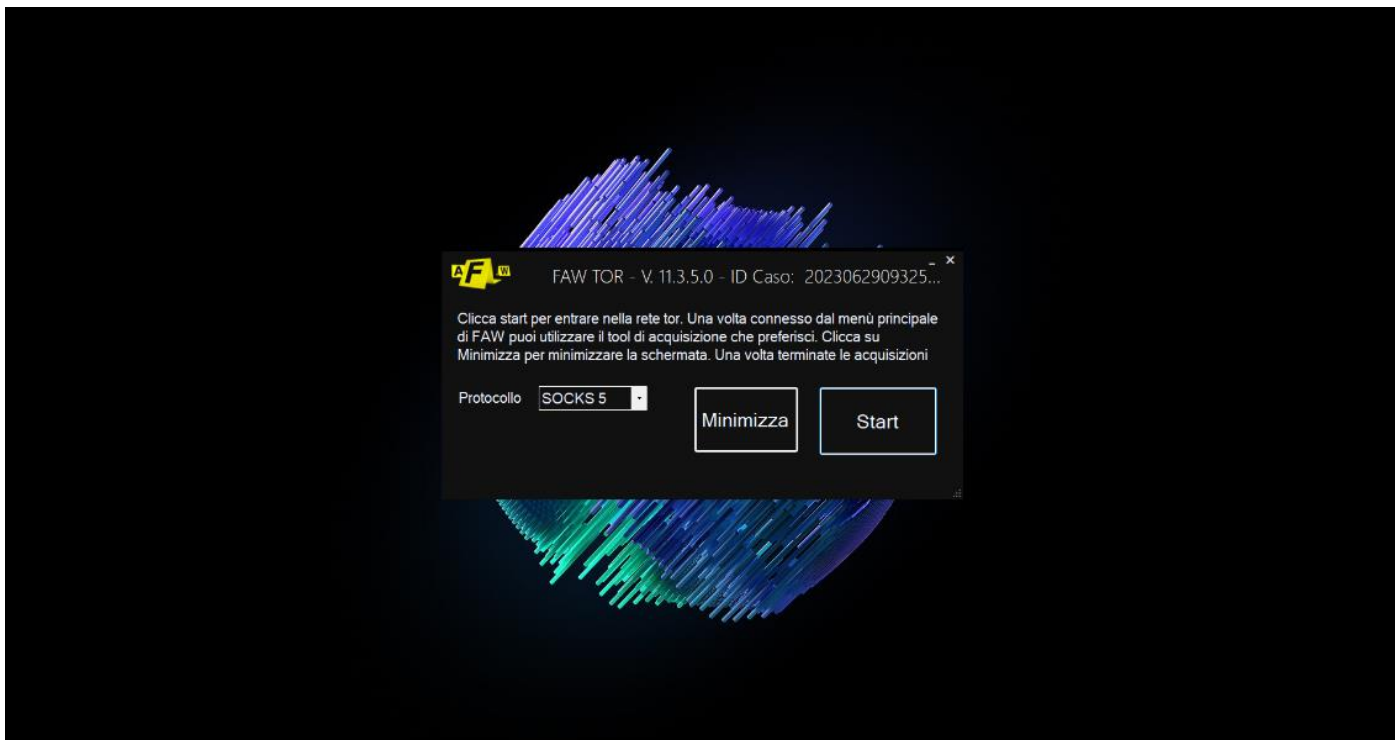 AFW
FAW TOR - V. 11.3.5.0 - ID Caso: 2023062909325...
Clicca start per entrare nella rete tor. Una volta connesso dal menù principale
di FAW puoi utilizzare il tool di acquisizione che preferisci. Clicca su
Minimizza per minimizzare la schermata. Una volta terminate le acquisizioni
Protocollo SOCKS 5
Minimizza Start